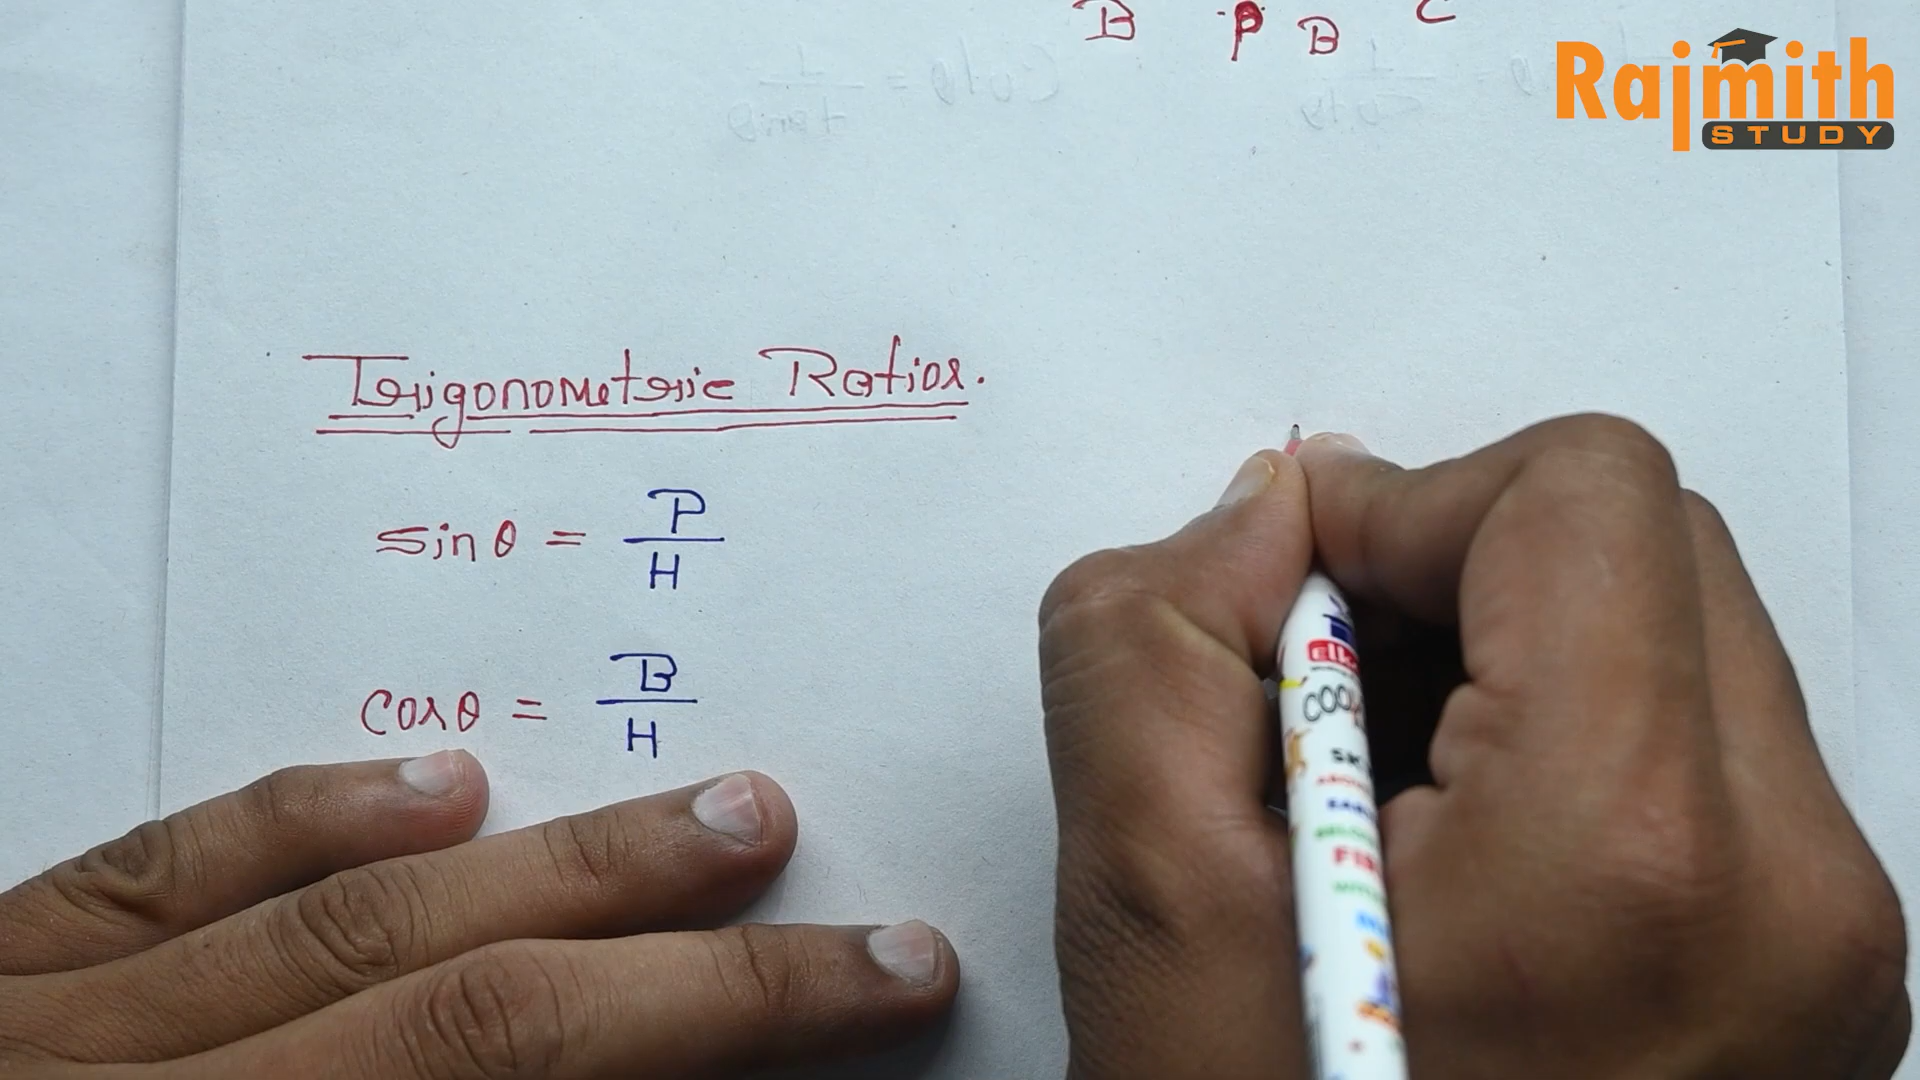 B P B C
Rajmith
STUDY
Trigonometric Ratios.
sin θ = P/H
cos θ = B/H